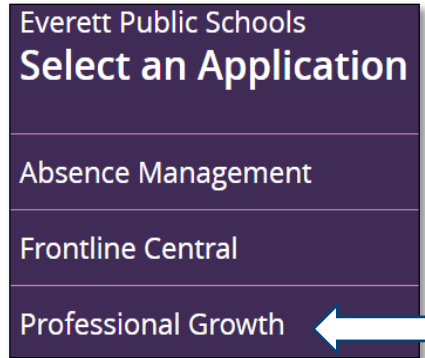 Everett Public Schools
Select an Application
Absence Management
Frontline Central
Professional Growth